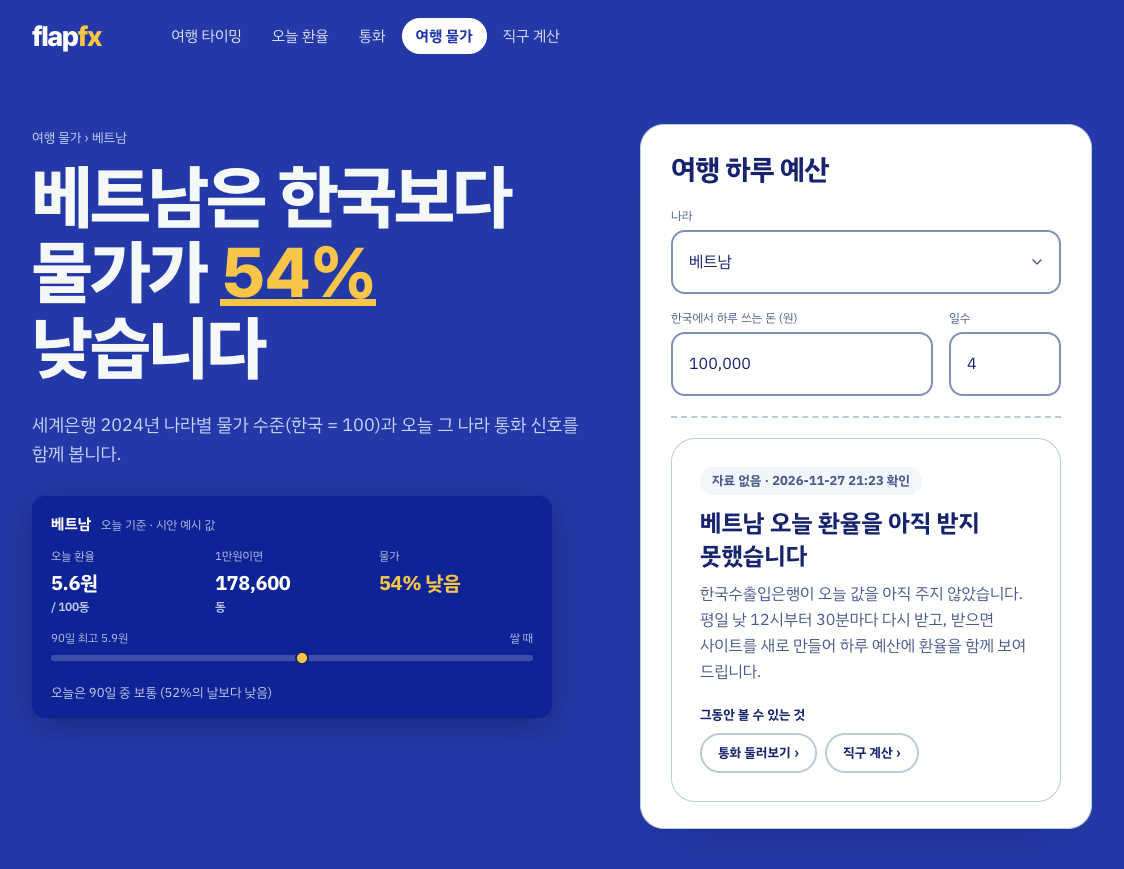 flapfx
여행 타이밍
오늘 환율
통화
여행 물가
직구 계산
여행 물가 › 베트남
베트남은 한국보다
물가가 54%
낮습니다
세계은행 2024년 나라별 물가 수준(한국 = 100)과 오늘 그 나라 통화 신호를
함께 봅니다.
베트남 오늘 기준 · 시안 예시 값
오늘 환율
5.6원
/ 100동
1만원이면
178,600
동
물가
54% 낮음
90일 최고 5.9원
쌀 때
오늘은 90일 중 보통 (52%의 날보다 낮음)
여행 하루 예산
나라
베트남
한국에서 하루 쓰는 돈 (원)
100,000
일수
4
자료 없음 · 2026-11-27 21:23 확인
베트남 오늘 환율을 아직 받지
못했습니다
한국수출입은행이 오늘 값을 아직 주지 않았습니다.
평일 낮 12시부터 30분마다 다시 받고, 받으면
사이트를 새로 만들어 하루 예산에 환율을 함께 보여
드립니다.
그동안 볼 수 있는 것
통화 둘러보기 ›
직구 계산 ›